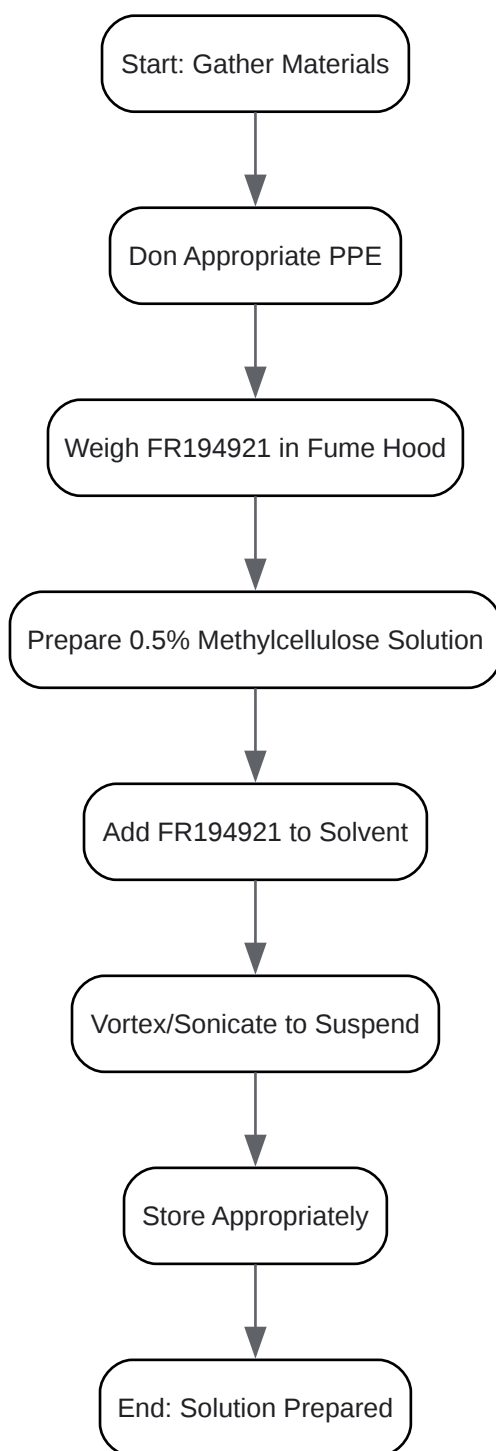 Start: Gather Materials
Don Appropriate PPE
Weigh FR194921 in Fume Hood
Prepare 0.5% Methylcellulose Solution
Add FR194921 to Solvent
Vortex/Sonicate to Suspend
Store Appropriately
End: Solution Prepared